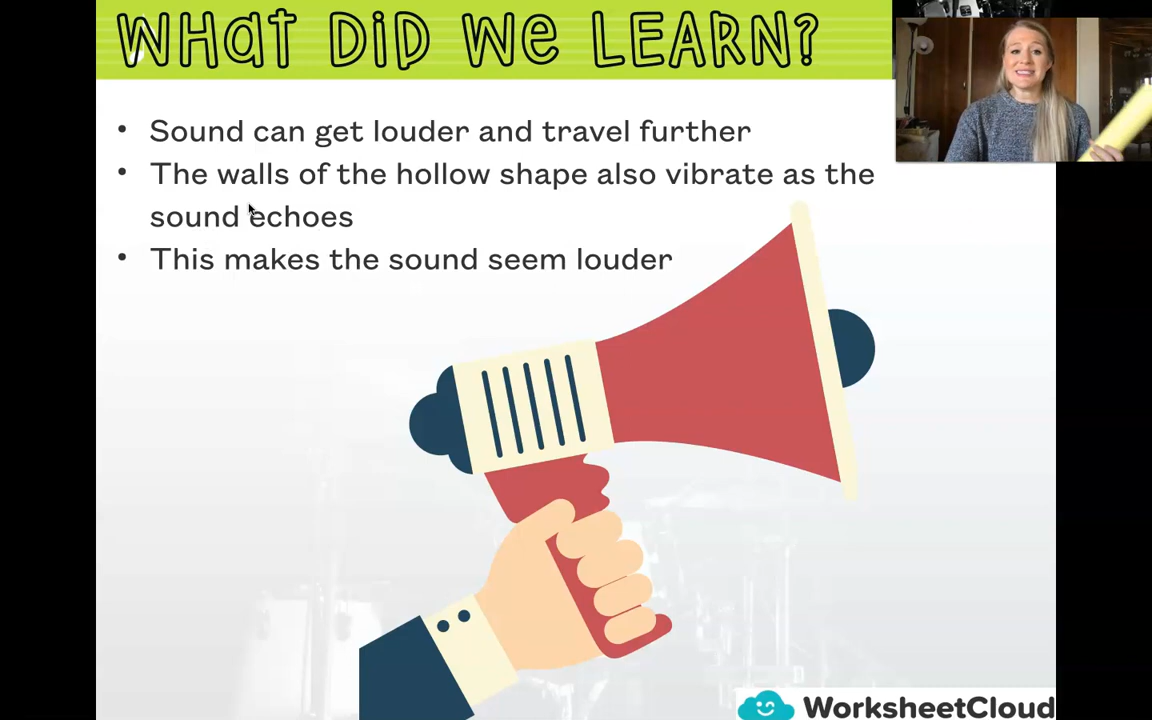 WHaT DiD We LEARN?
• Sound can get louder and travel further
• The walls of the hollow shape also vibrate as the
sound echoes
• This makes the sound seem louder
WorksheetCloud